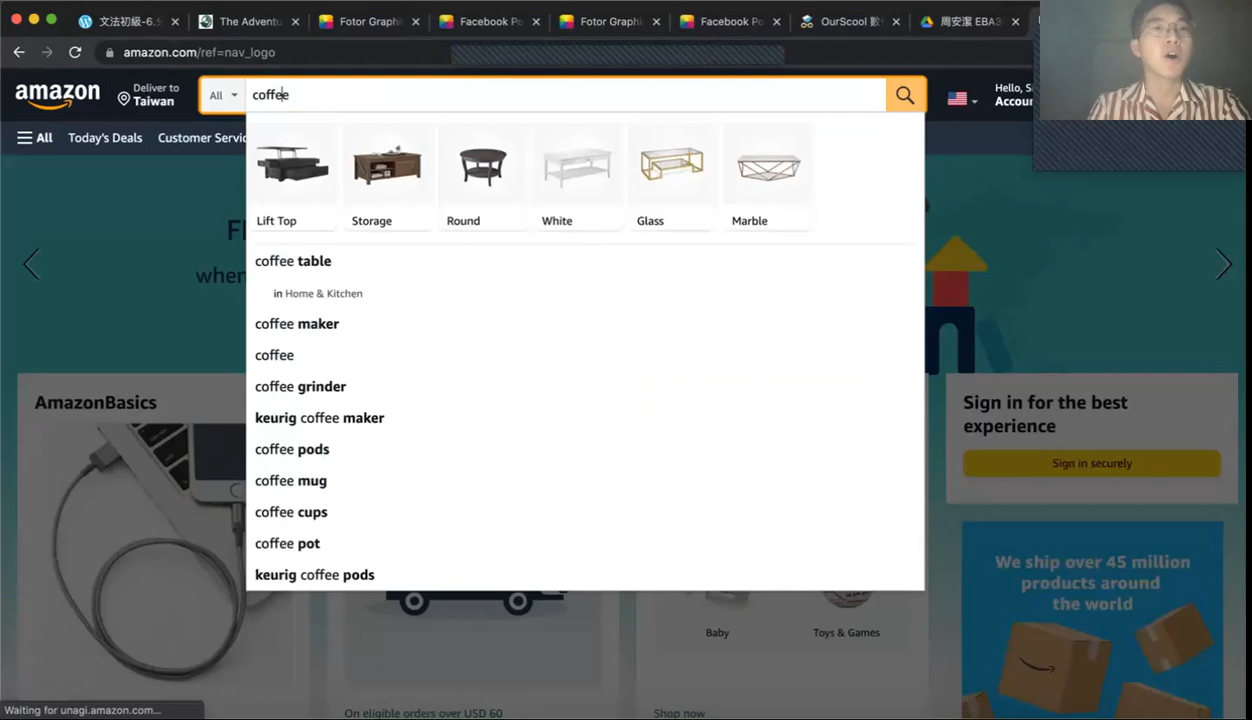 文法初級-6.
The Adventu
Fotor Graphi
Facebook Po
Fotor Graphi
Facebook Po
OurScool 數
周安潔 EBA3
amazon.com/ref=nav_logo
amazon
Deliver to
Taiwan
All
coffee
Hello, S
Accou
All
Today's Deals
Customer Servic
Lift Top
Storage
Round
White
Glass
Marble
coffee table
in Home & Kitchen
coffee maker
coffee
coffee grinder
keurig coffee maker
coffee pods
coffee mug
coffee cups
coffee pot
keurig coffee pods
when
AmazonBasics
Sign in for the best
experience
Sign in securely
We ship over 45 million
products around
the world
Baby
Toys & Games
On eligible orders over USD 60
Shop now
Waiting for unagi.amazon.com...